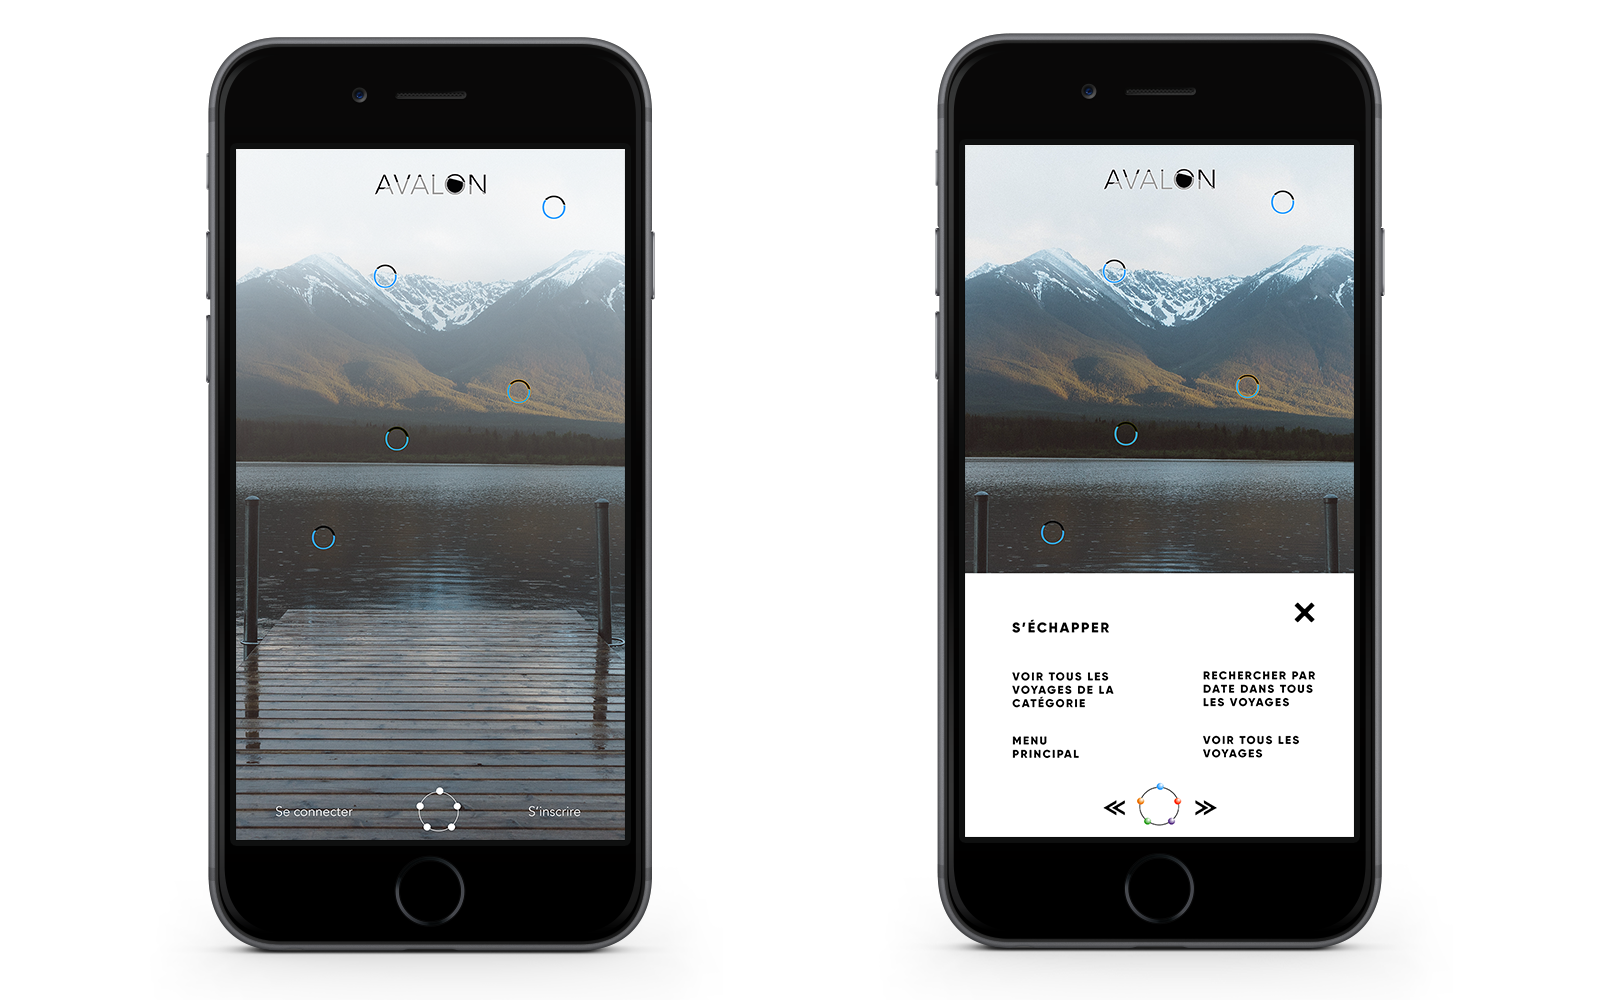 AVALON
Se connecter
S'inscrire
AVALON
S'ÉCHAPPER
VOIR TOUS LES
VOYAGES DE LA
CATÉGORIE
RECHERCHER PAR
DATE DANS TOUS
LES VOYAGES
MENU
PRINCIPAL
VOIR TOUS LES
VOYAGES